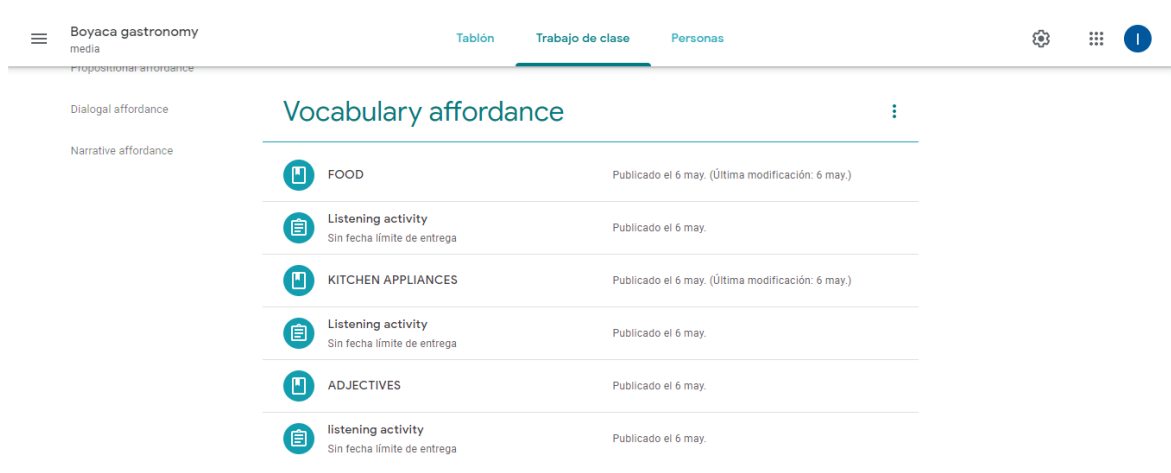 Boyaca gastronomy
media
Tablón
Trabajo de clase
Personas
I
Propositional affordance
Dialogal affordance
Narrative affordance
Vocabulary affordance
FOOD
Publicado el 6 may. (Última modificación: 6 may.)
Listening activity
Sin fecha límite de entrega
Publicado el 6 may.
KITCHEN APPLIANCES
Publicado el 6 may. (Última modificación: 6 may.)
Listening activity
Sin fecha límite de entrega
Publicado el 6 may.
ADJECTIVES
Publicado el 6 may.
listening activity
Sin fecha límite de entrega
Publicado el 6 may.